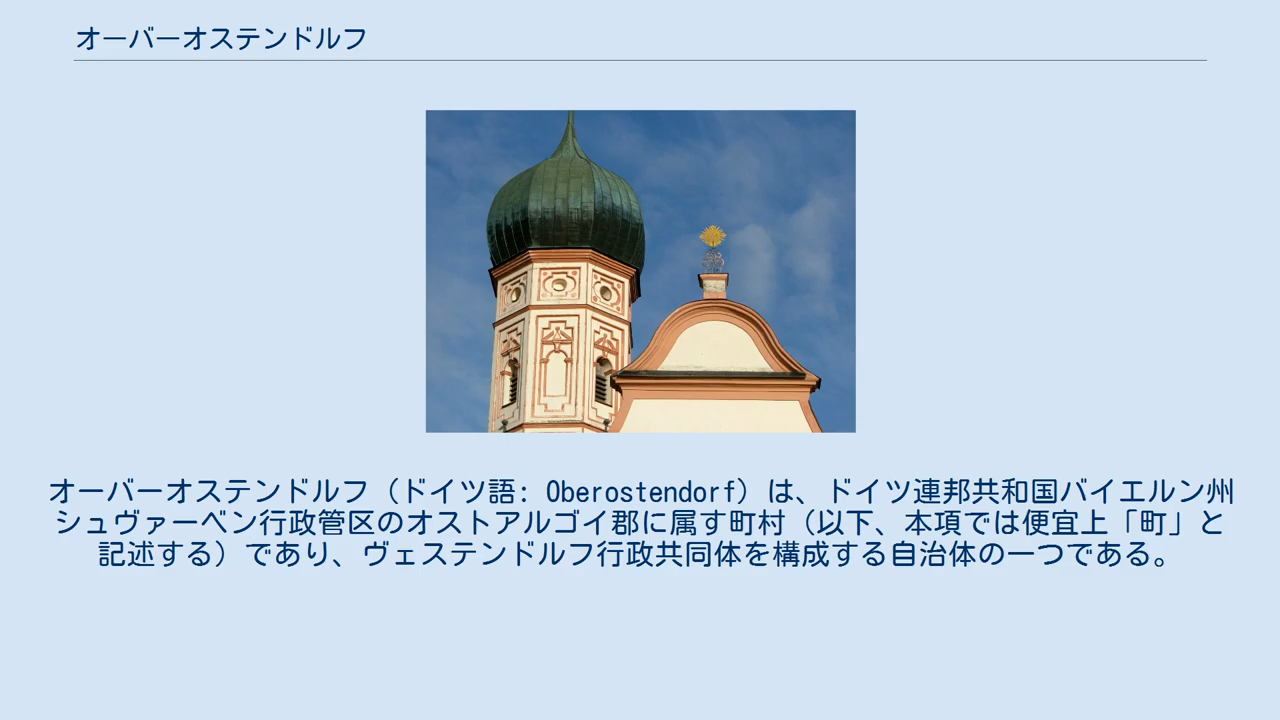 オーバーオステンドルフ
オーバーオステンドルフ（ドイツ語: Oberostendorf）は、ドイツ連邦共和国バイエルン州
シュヴァーベン行政管区のオストアルゴイ郡に属す町村（以下、本項では便宜上「町」と
記述する）であり、ヴェステンドルフ行政共同体を構成する自治体の一つである。